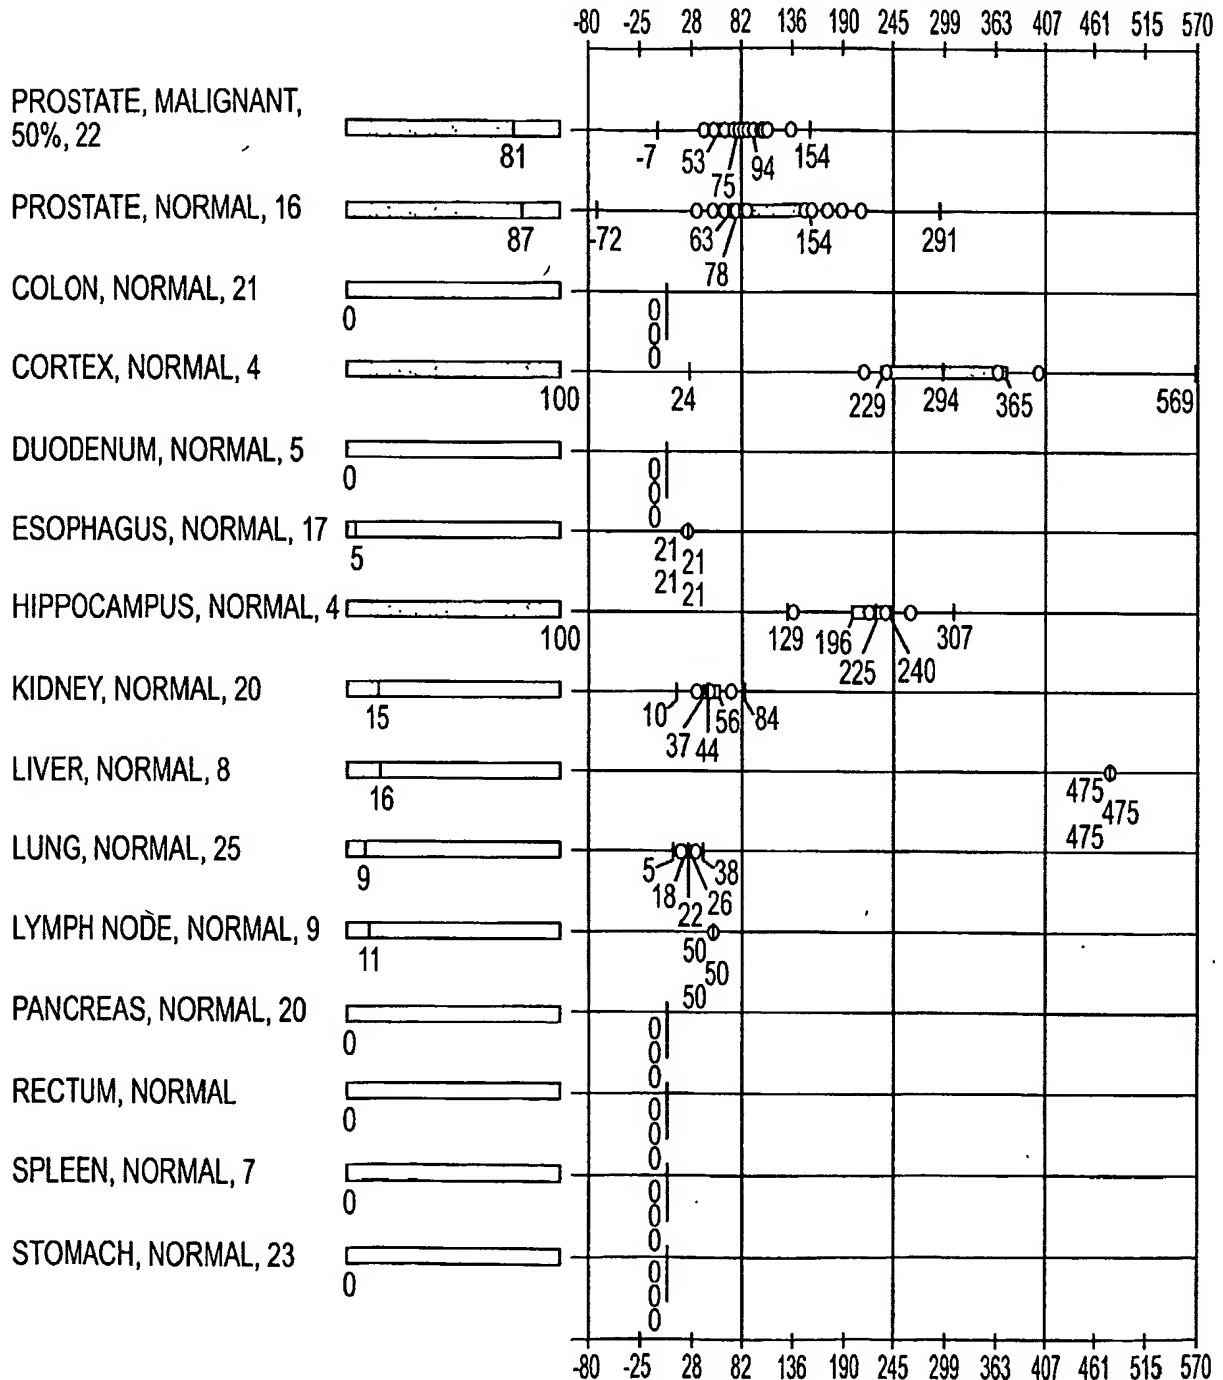 -80 -25 28 82 136 190 245 299 363 407 461 515 570
PROSTATE, MALIGNANT,
50%, 22
81
-7 53 75 94 154
PROSTATE, NORMAL, 16
87
-72 63 78 154 291
COLON, NORMAL, 21
0
0
0
0
CORTEX, NORMAL, 4
100
24 229 294 365 569
DUODENUM, NORMAL, 5
0
0
0
0
ESOPHAGUS, NORMAL, 17
5
21 21
21 21
HIPPOCAMPUS, NORMAL, 4
100
129 196 307
225 240
KIDNEY, NORMAL, 20
15
10 56 84
37 44
LIVER, NORMAL, 8
16
475
475
475
LUNG, NORMAL, 25
9
5 38
18 22 26
LYMPH NODE, NORMAL, 9
11
50
50
50
PANCREAS, NORMAL, 20
0
0
0
0
RECTUM, NORMAL
0
0
0
0
SPLEEN, NORMAL, 7
0
0
0
0
STOMACH, NORMAL, 23
0
0
0
0
-80 -25 28 82 136 190 245 299 363 407 461 515 570